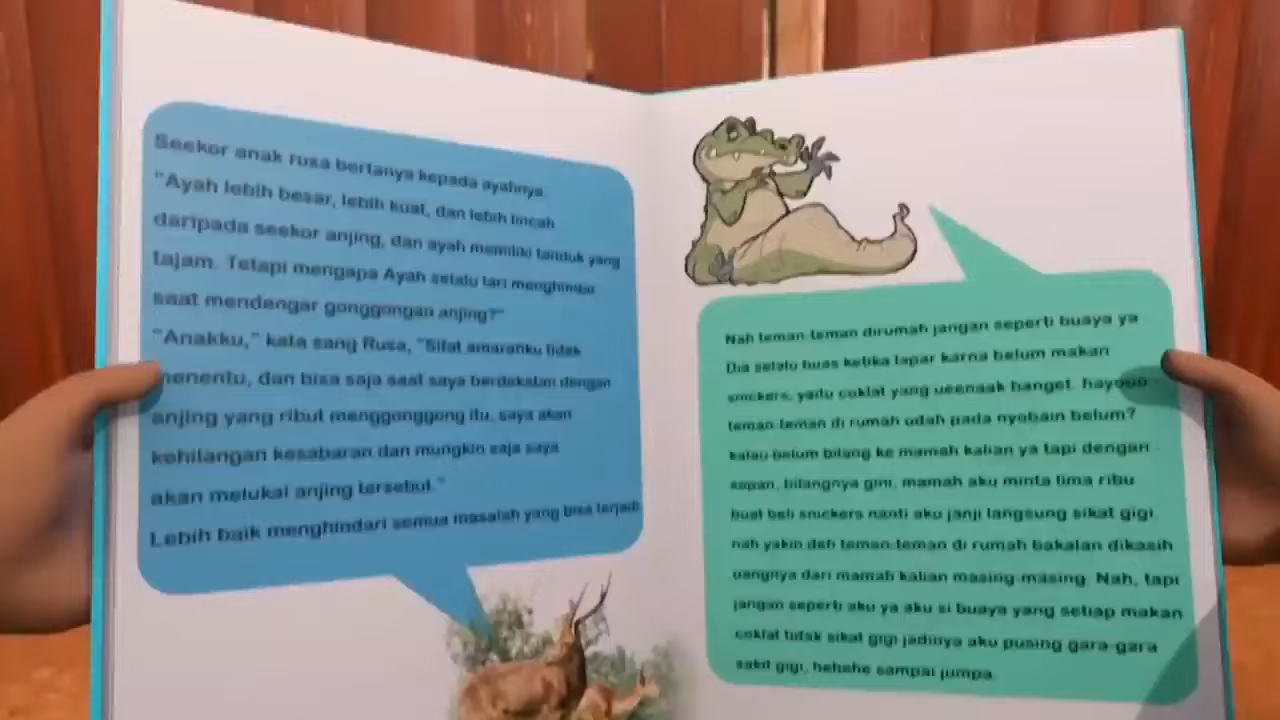 Seekor anak rusa bertanya kepada ayahnya.
"Ayah lebih besar, lebih kuat, dan lebih lincah
daripada seekor anjing, dan ayah memiliki tanduk yang
tajam. Tetapi mengapa Ayah selalu lari menghindar
saat mendengar gonggongan anjing?"
"Anakku," kata sang Rusa, "Sifat amarahku tidak
menentu, dan bisa saja saat saya berdekatan dengan
anjing yang ribut menggonggong itu, saya akan
kehilangan kesabaran dan mungkin saja saya
akan melukai anjing tersebut."
Lebih baik menghindari semua masalah yang bisa terjadi
Nah teman-teman dirumah jangan seperti buaya ya
Dia selalu buas ketika lapar karna belum makan
snickers, yaitu coklat yang ueenaak banget. hayooo
teman-teman di rumah udah pada nyobain belum?
kalau belum bilang ke mamah kalian ya tapi dengan
sopan, bilangnya gini, mamah aku minta lima ribu
buat beli snickers nanti aku janji langsung sikat gigi.
nah yakin deh teman-teman di rumah bakalan dikasih
uangnya dari mamah kalian masing-masing. Nah, tapi
jangan seperti aku ya aku si buaya yang setiap makan
coklat tidak sikat gigi jadinya aku pusing gara-gara
sakit gigi, hehehe sampai jumpa.